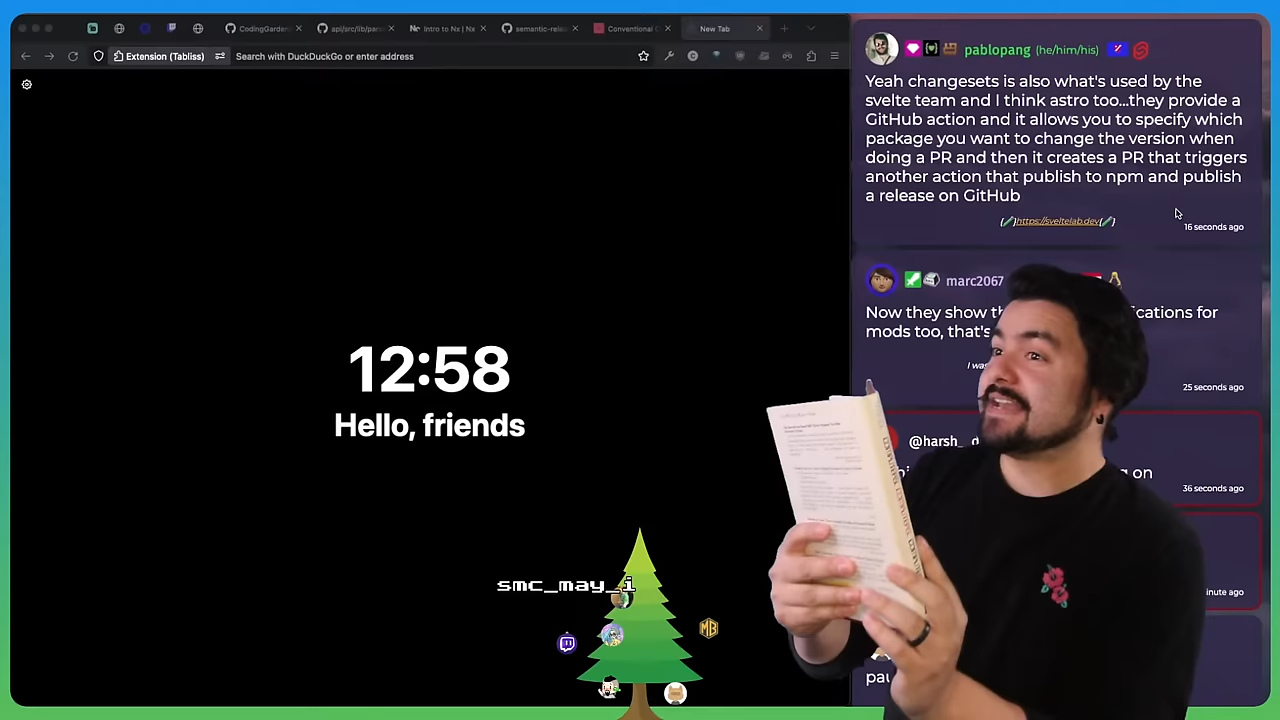 CodingGarden
api/src/lib/pars
Intro to Nx | Nx
semantic-relea
Conventional C
New Tab
Extension (Tabliss)
Search with DuckDuckGo or enter address
12:58
Hello, friends
smc_may_i
MB
pablopang (he/him/his)
Yeah changesets is also what's used by the
svelte team and I think astro too...they provide a
GitHub action and it allows you to specify which
package you want to change the version when
doing a PR and then it creates a PR that triggers
another action that publish to npm and publish
a release on GitHub
(🧪)https://sveltelab.dev(🧪)
16 seconds ago
marc2067
Now they show th ications for
mods too, that's
I was
25 seconds ago
@harsh_
g on
36 seconds ago
inute ago
pau